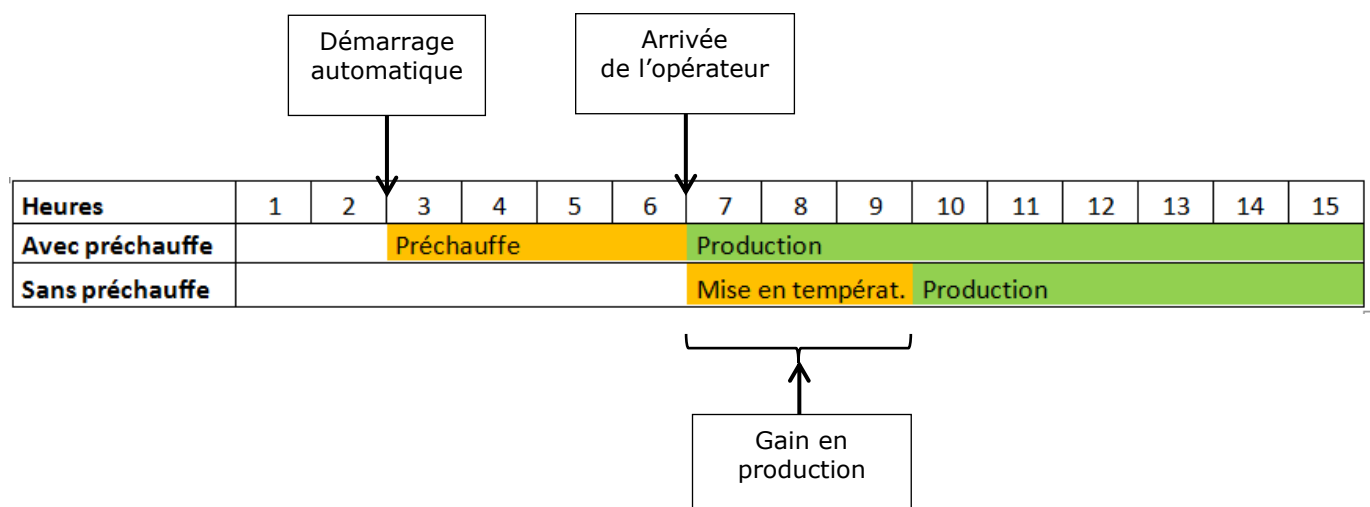 Démarrage
automatique
Arrivée
de l’opérateur
Heures 1 2 3 4 5 6 7 8 9 10 11 12 13 14 15
Avec préchauffe Préchauffe Production
Sans préchauffe Mise en températ. Production
Gain en
production